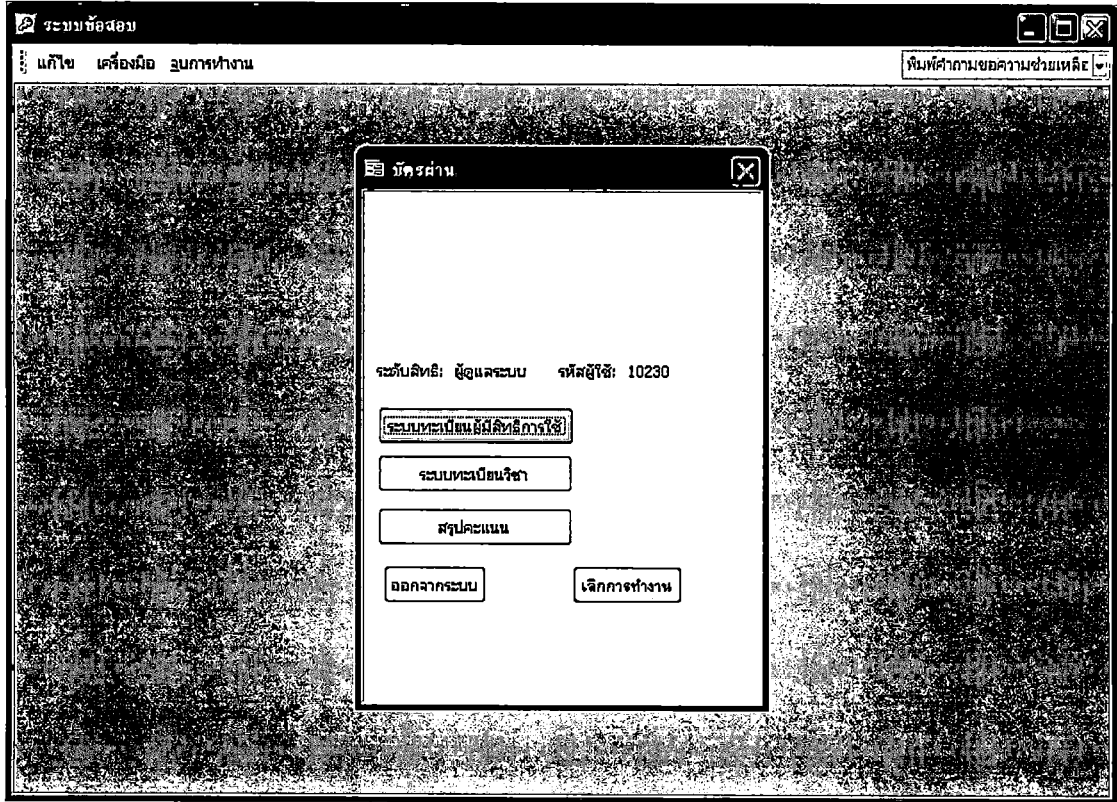 ระบบข้อสอบ
แก้ไข เครื่องมือ จบการทำงาน พิมพ์คำถามขอความช่วยเหลือ
บัตรผ่าน
ระดับสิทธิ: ผู้ดูแลระบบ รหัสผู้ใช้: 10230
ระบบทะเบียนผู้มีสิทธิการใช้
ระบบทะเบียนวิชา
สรุปคะแนน
ออกจากระบบ เลิกการทำงาน